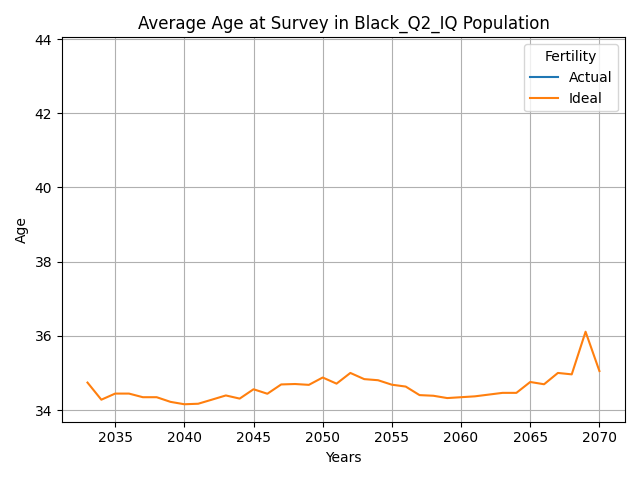 Average Age at Survey in Black_Q2_IQ Population
44
42
40
38
36
34
Age
Fertility
Actual
Ideal
2035 2040 2045 2050 2055 2060 2065 2070
Years